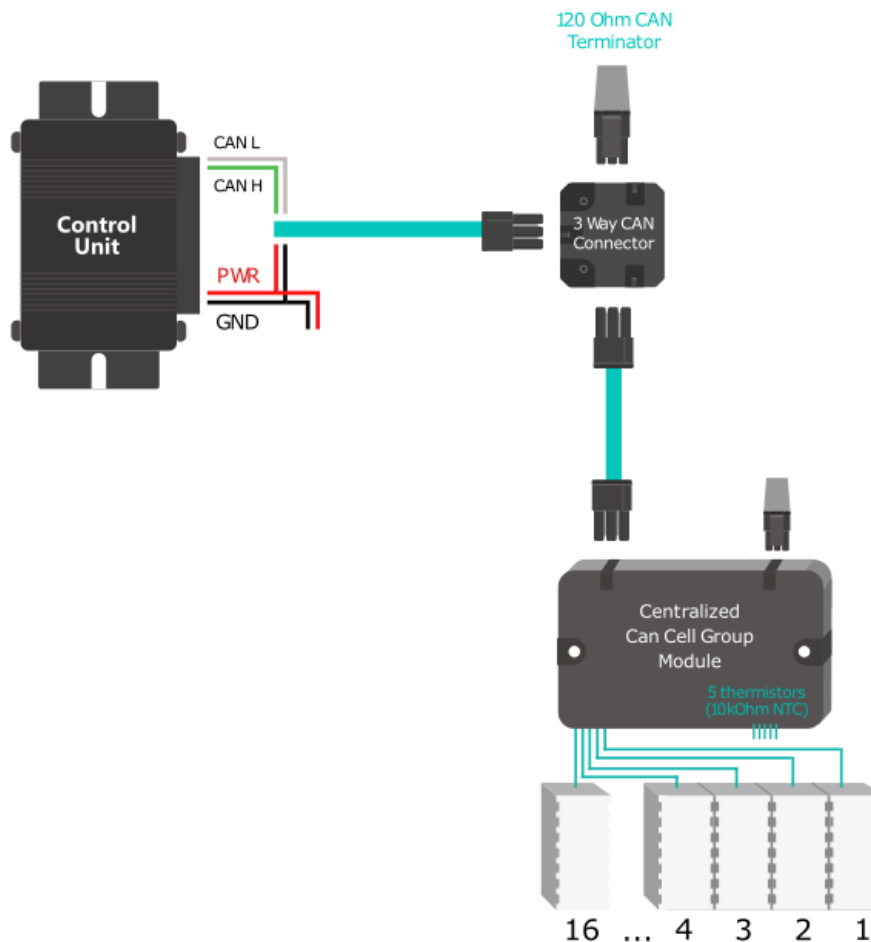 120 Ohm CAN
Terminator
CAN L
CAN H
Control
Unit
3 Way CAN
Connector
PWR
GND
Centralized
Can Cell Group
Module
5 thermistors
(10kOhm NTC)
16 ... 4 3 2 1